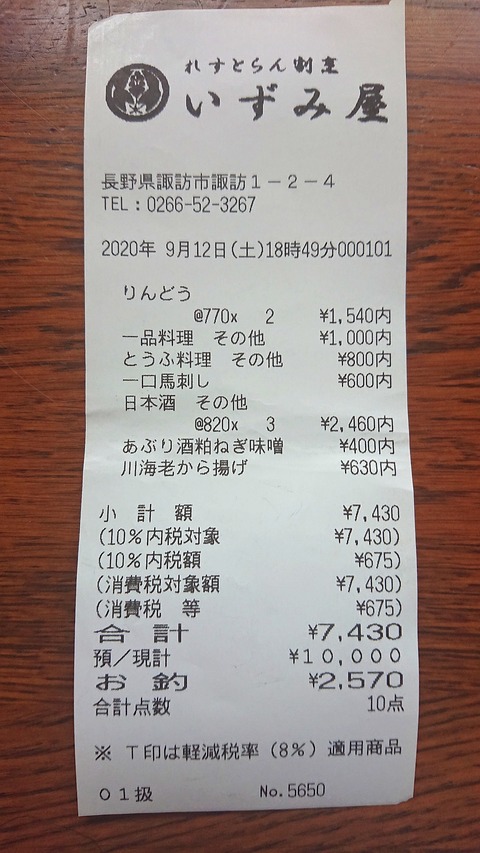 れすとらん割烹
いずみ屋
長野県諏訪市諏訪1－2－4
TEL：0266-52-3267
2020年 9月12日(土)18時49分000101
りんどう
@770x 2 ¥1,540内
一品料理 その他 ¥1,000内
とうふ料理 その他 ¥800内
一口馬刺し ¥600内
日本酒 その他
@820x 3 ¥2,460内
あぶり酒粕ねぎ味噌 ¥400内
川海老から揚げ ¥630内
小 計 額 ¥7,430
(10％内税対象 ¥7,430)
(10％内税額 ¥675)
(消費税対象額 ¥7,430)
(消費税 等 ¥675)
合 計 ¥7,430
預／現計 ¥10,000
お 釣 ¥2,570
合計点数 10点
※ T印は軽減税率（8％）適用商品
01扱 No.5650